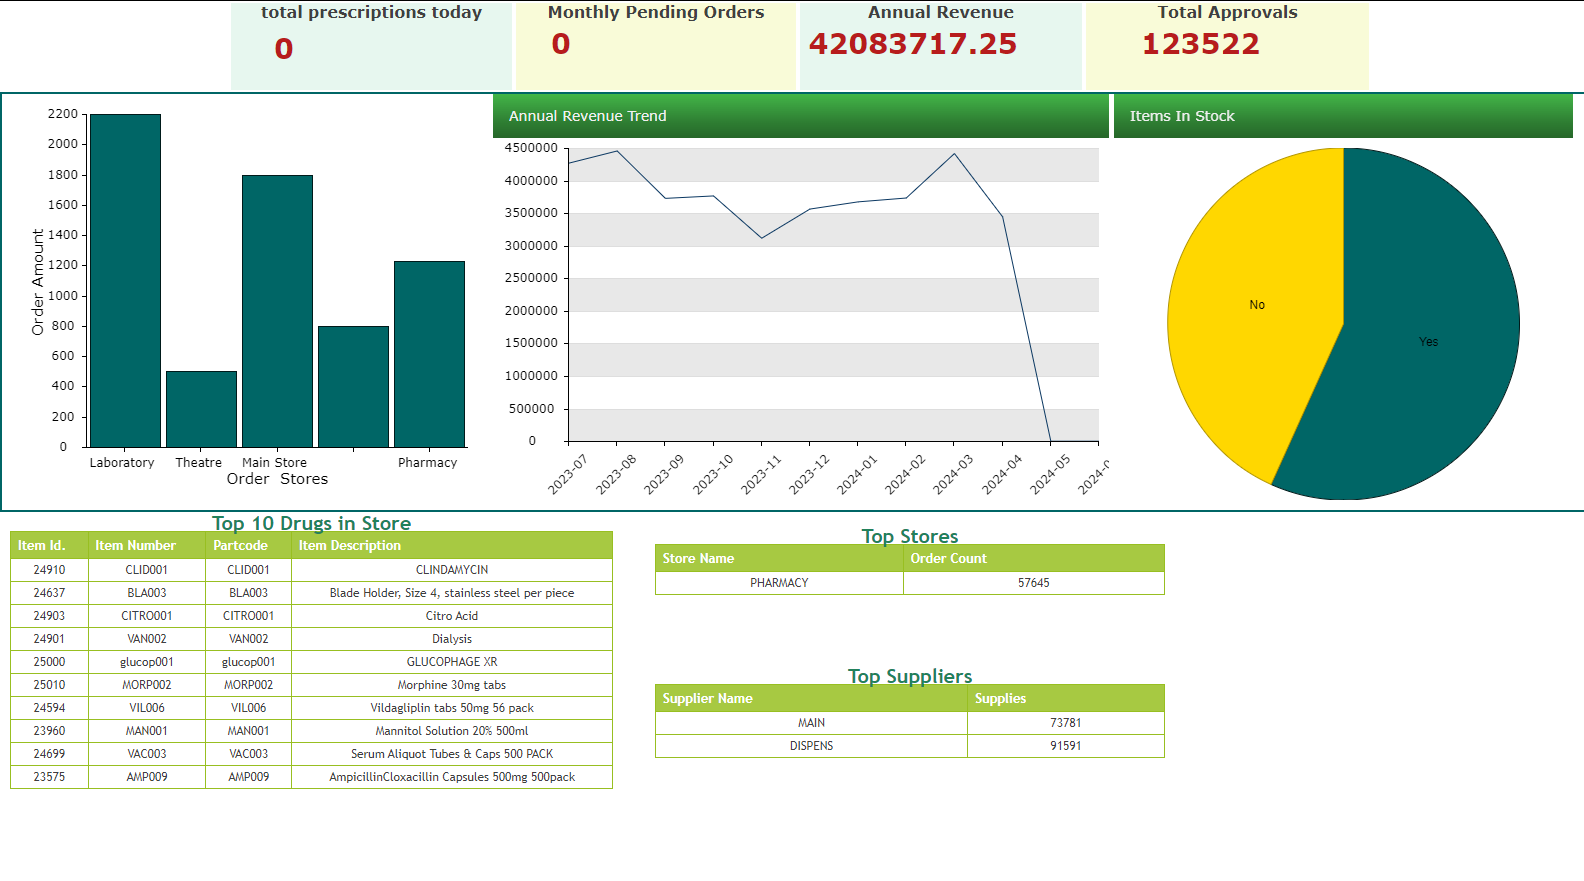 total prescriptions today
0
Monthly Pending Orders
0
Annual Revenue
42083717.25
Total Approvals
123522
2200
2000
1800
1600
1400
1200
1000
800
600
400
200
0
Order Amount
Laboratory Theatre Main Store Pharmacy
Order Stores
Annual Revenue Trend
4500000
4000000
3500000
3000000
2500000
2000000
1500000
1000000
500000
0
2023-07 2023-08 2023-09 2023-10 2023-11 2023-12 2024-01 2024-02 2024-03 2024-04 2024-05
Items In Stock
No
Yes
Top 10 Drugs in Store
Item Id. Item Number Partcode Item Description
24910 CLID001 CLID001 CLINDAMYCIN
24637 BLA003 BLA003 Blade Holder, Size 4, stainless steel per piece
24903 CITRO001 CITRO001 Citro Acid
24901 VAN002 VAN002 Dialysis
25000 glucop001 glucop001 GLUCOPHAGE XR
25010 MORP002 MORP002 Morphine 30mg tabs
24594 VIL006 VIL006 Vildagliplin tabs 50mg 56 pack
23960 MAN001 MAN001 Mannitol Solution 20% 500ml
24699 VAC003 VAC003 Serum Aliquot Tubes & Caps 500 PACK
23575 AMP009 AMP009 AmpicillinCloxacillin Capsules 500mg 500pack
Top Stores
Store Name Order Count
PHARMACY 57645
Top Suppliers
Supplier Name Supplies
MAIN 73781
DISPENS 91591